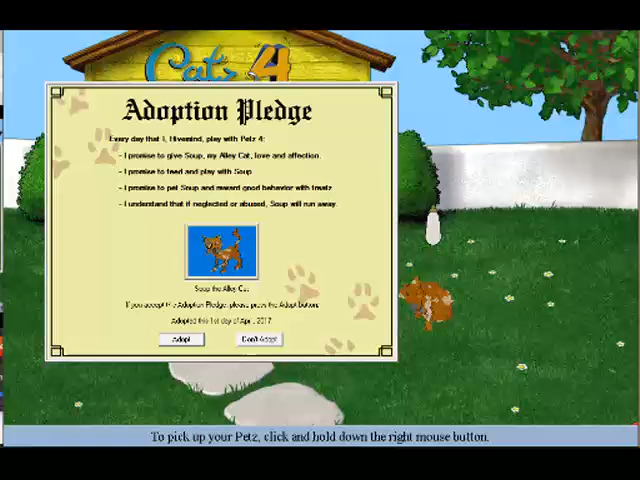 Catz 4
Adoption Pledge
Every day that I, Hivemind, play with Petz 4:
- I promise to give Soup, my Alley Cat, love and affection.
- I promise to feed and play with Soup
- I promise to pet Soup and reward good behavior with treatz
- I understand that if neglected or abused, Soup will run away.
Soup the Alley Cat
If you accept the Adoption Pledge, please press the Adopt button.
Adopted this 1st day of April, 2017
Adopt
Don't Adopt
To pick up your Petz, click and hold down the right mouse button.